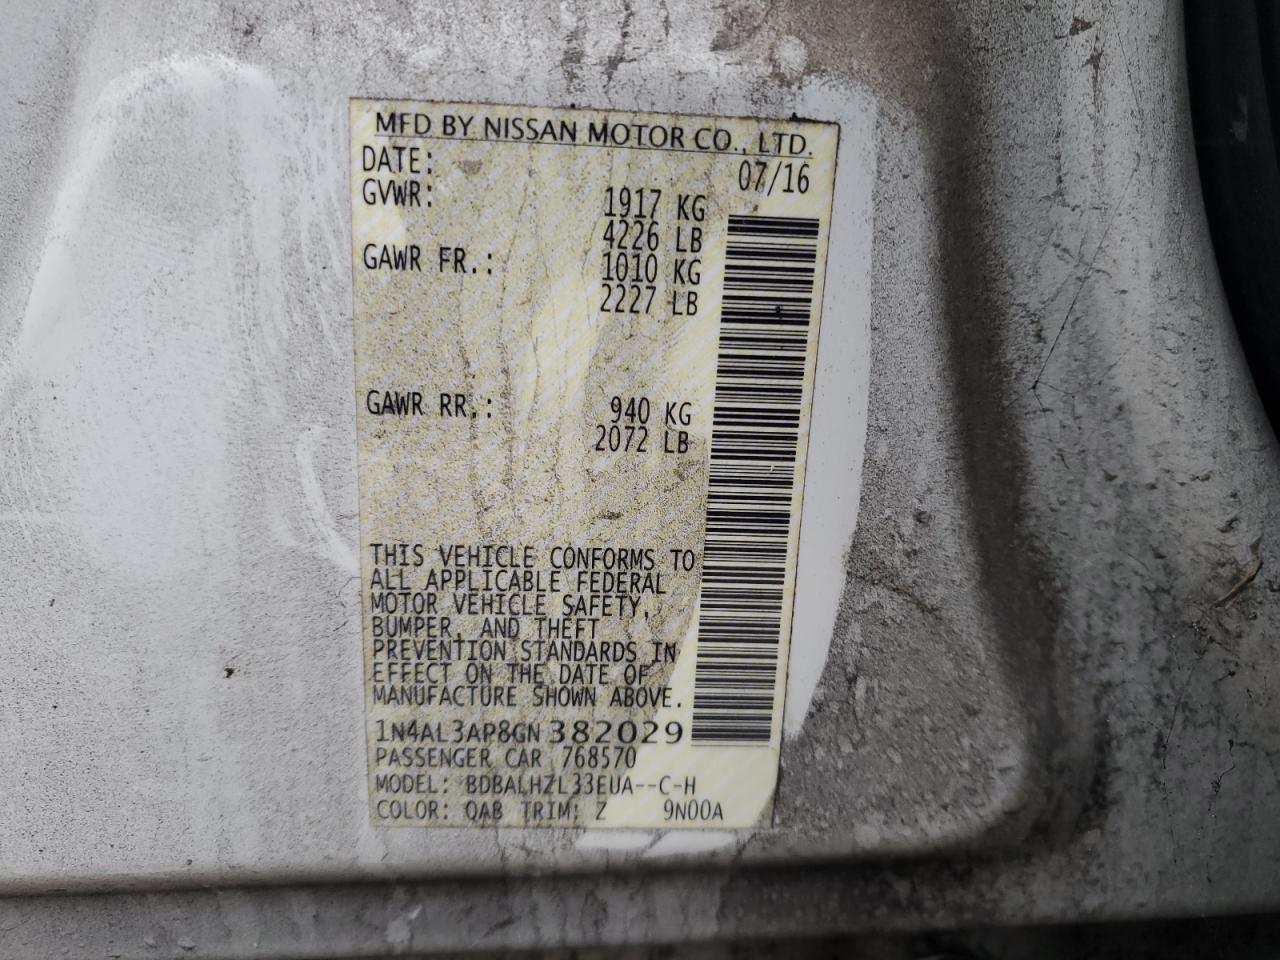 MFD BY NISSAN MOTOR CO., LTD.
DATE: 07/16
GVWR: 1917 KG
4226 LB
GAWR FR.: 1010 KG
2227 LB
GAWR RR.: 940 KG
2072 LB
THIS VEHICLE CONFORMS TO
ALL APPLICABLE FEDERAL
MOTOR VEHICLE SAFETY,
BUMPER, AND THEFT
PREVENTION STANDARDS IN
EFFECT ON THE DATE OF
MANUFACTURE SHOWN ABOVE.
1N4AL3AP8GN382029
PASSENGER CAR 768570
MODEL: BDBALHZL33EUA--C-H
COLOR: QAB TRIM: Z 9N00A